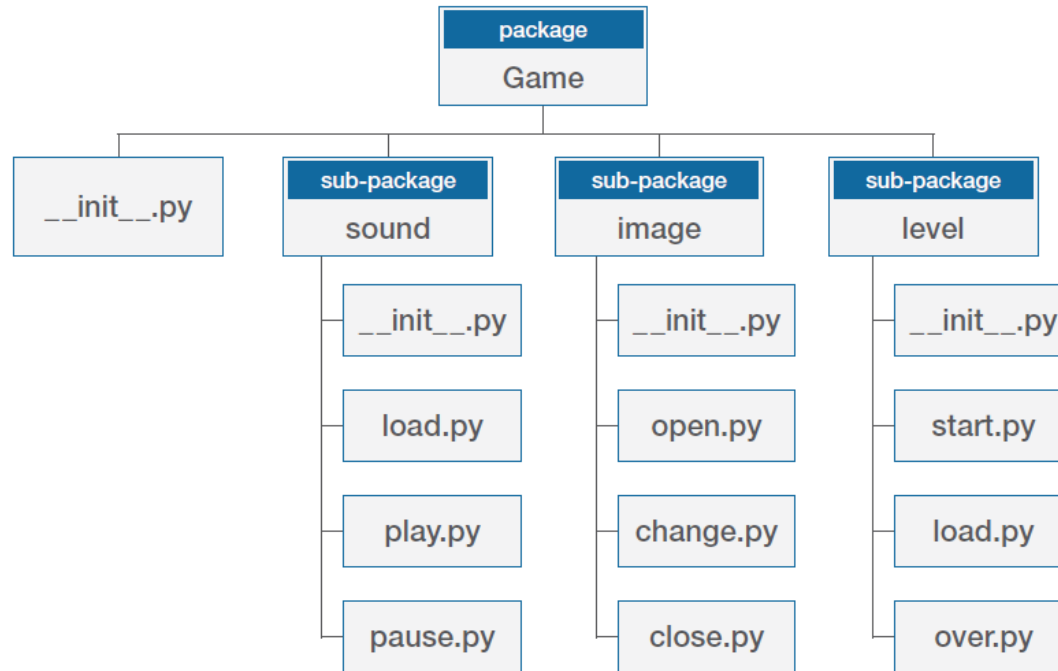 package
Game
__init__.py
sub-package
sound
sub-package
image
sub-package
level
__init__.py
__init__.py
__init__.py
load.py
open.py
start.py
play.py
change.py
load.py
pause.py
close.py
over.py